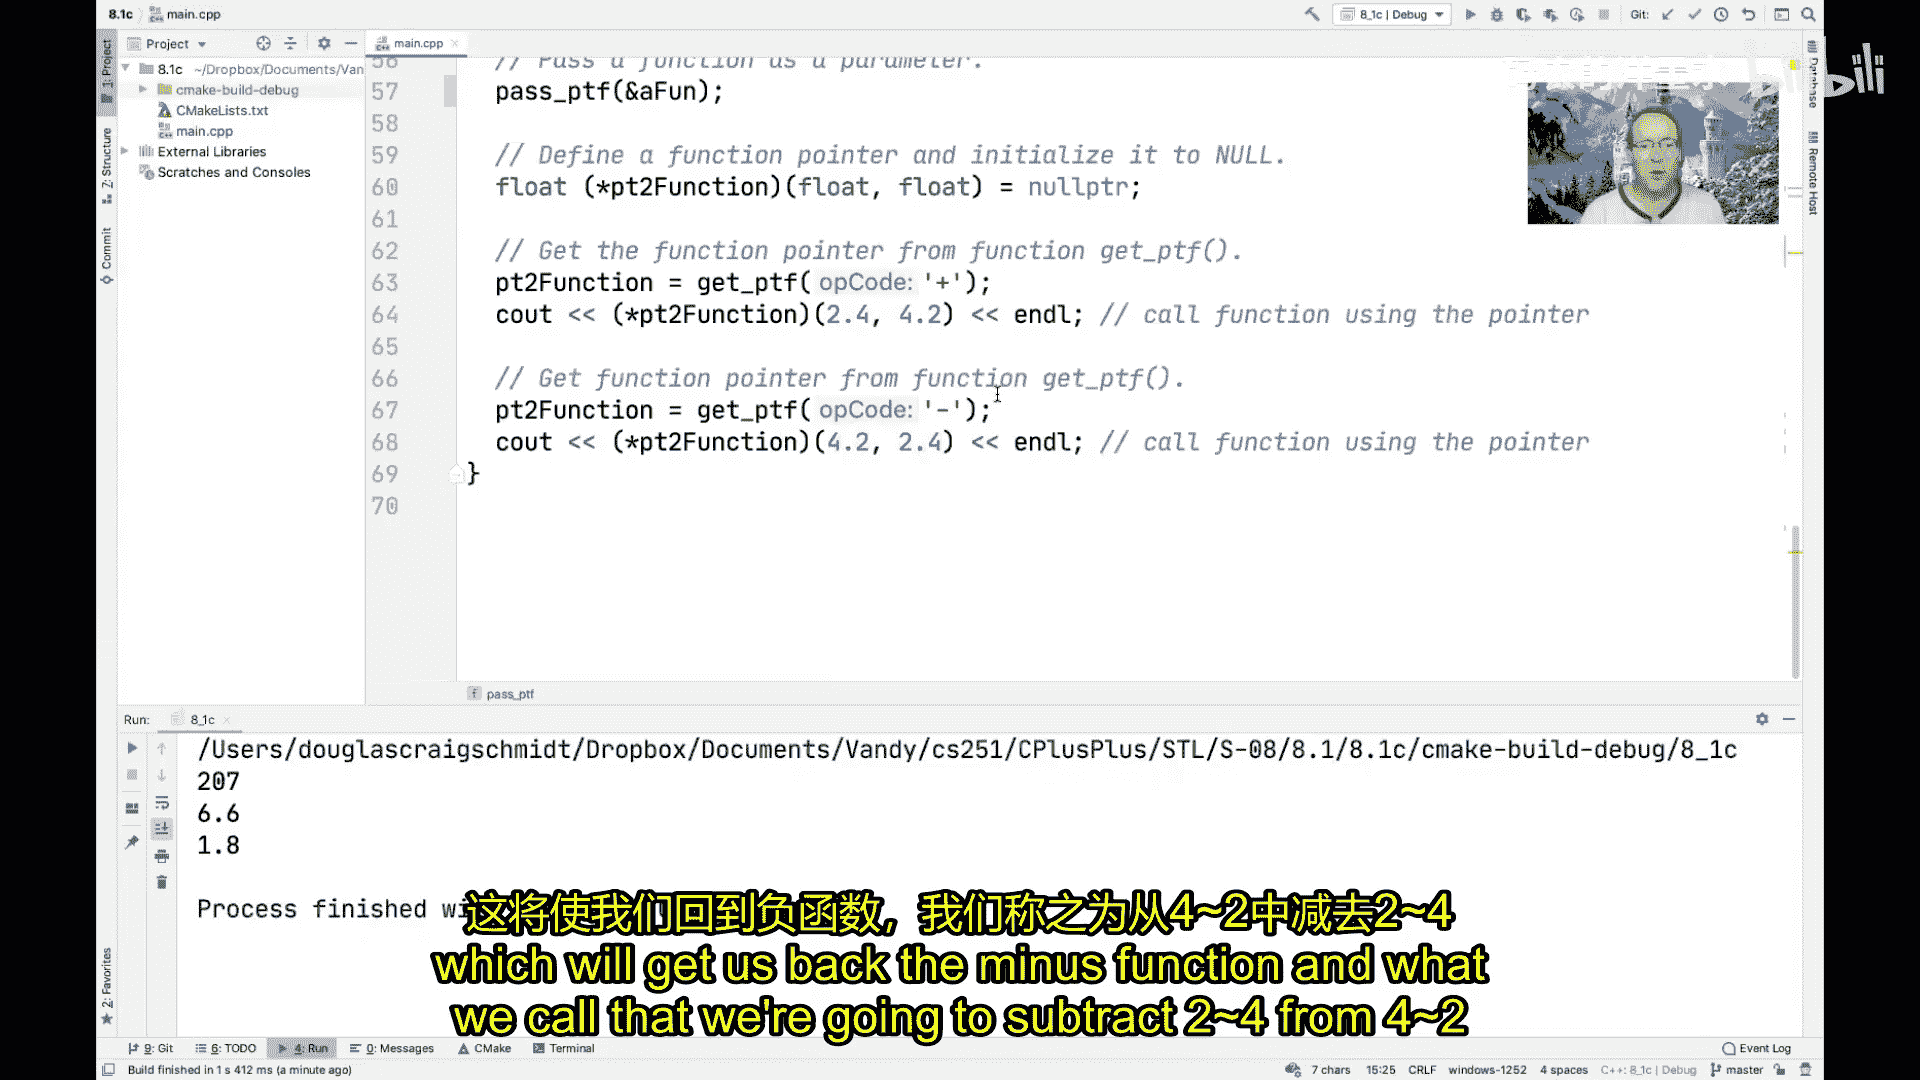 8.1c
main.cpp
8_1c | Debug
Git:
1: Project
Project
main.cpp
8.1c ~/Dropbox/Documents/Van
cmake-build-debug
CMakeLists.txt
main.cpp
External Libraries
Scratches and Consoles
Z: Structure
Commit
2: Favorites
Database
Remote Host
bilibili
56 // Pass a function as a parameter.
57 pass_ptf(&aFun);
58
59 // Define a function pointer and initialize it to NULL.
60 float (*pt2Function)(float, float) = nullptr;
61
62 // Get the function pointer from function get_ptf().
63 pt2Function = get_ptf( opCode: '+');
64 cout << (*pt2Function)(2.4, 4.2) << endl; // call function using the pointer
65
66 // Get function pointer from function get_ptf().
67 pt2Function = get_ptf( opCode: '-');
68 cout << (*pt2Function)(4.2, 2.4) << endl; // call function using the pointer
69 }
70
f pass_ptf
Run: 8_1c
/Users/douglascraigschmidt/Dropbox/Documents/Vandy/cs251/CPlusPlus/STL/S-08/8.1/8.1c/cmake-build-debug/8_1c
207
6.6
1.8
Process finished wi
这将使我们回到负函数，我们称之为从4~2中减去2~4
which will get us back the minus function and what
we call that we're going to subtract 2~4 from 4~2
9: Git 6: TODO 4: Run 0: Messages CMake Terminal Event Log
Build finished in 1 s 412 ms (a minute ago) 7 chars 15:25 CRLF windows-1252 4 spaces C++: 8_1c | Debug master